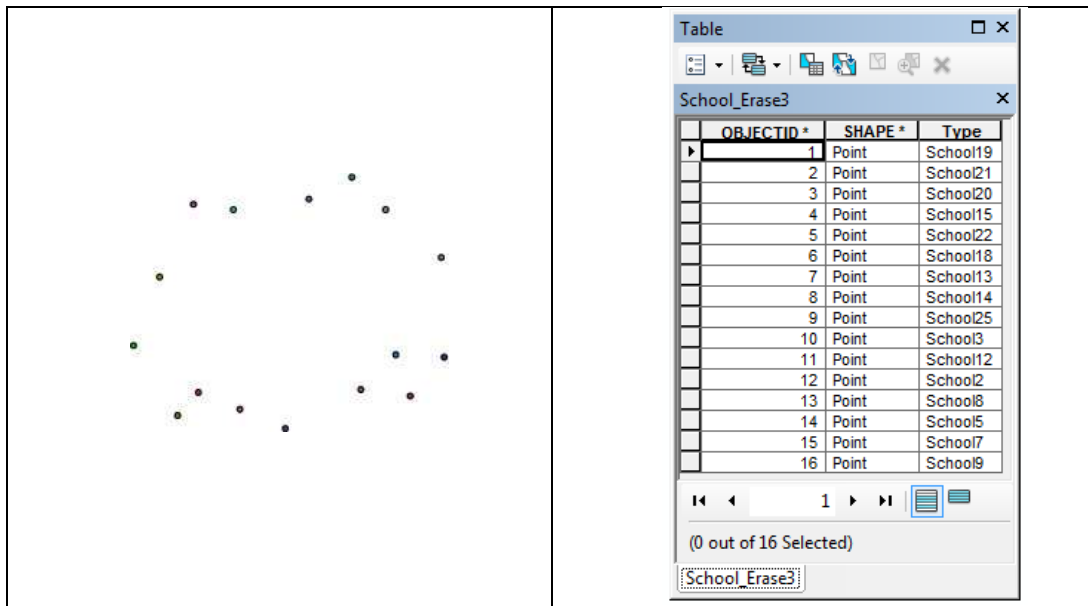 Table
School_Erase3
OBJECTID * SHAPE * Type
1 Point School19
2 Point School21
3 Point School20
4 Point School15
5 Point School22
6 Point School18
7 Point School13
8 Point School14
9 Point School25
10 Point School3
11 Point School12
12 Point School2
13 Point School8
14 Point School5
15 Point School7
16 Point School9
1
(0 out of 16 Selected)
School_Erase3